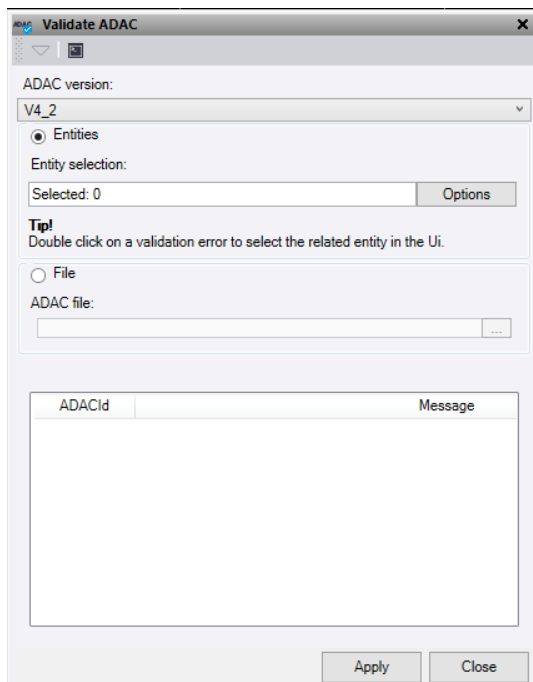 Validate ADAC
ADAC version:
V4_2
Entities
Entity selection:
Selected: 0
Options
Tip!
Double click on a validation error to select the related entity in the Ui.
File
ADAC file:
...
ADACId
Message
Apply
Close